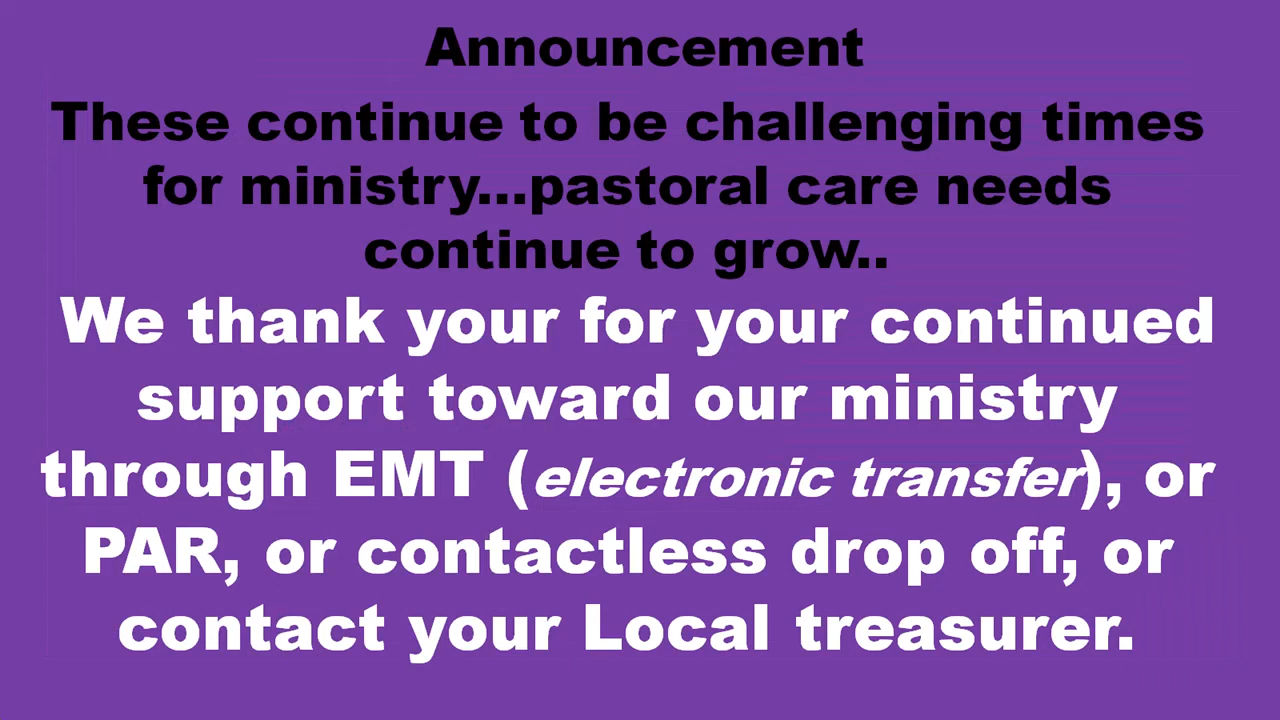 Announcement
These continue to be challenging times
for ministry...pastoral care needs
continue to grow..
We thank your for your continued
support toward our ministry
through EMT (electronic transfer), or
PAR, or contactless drop off, or
contact your Local treasurer.